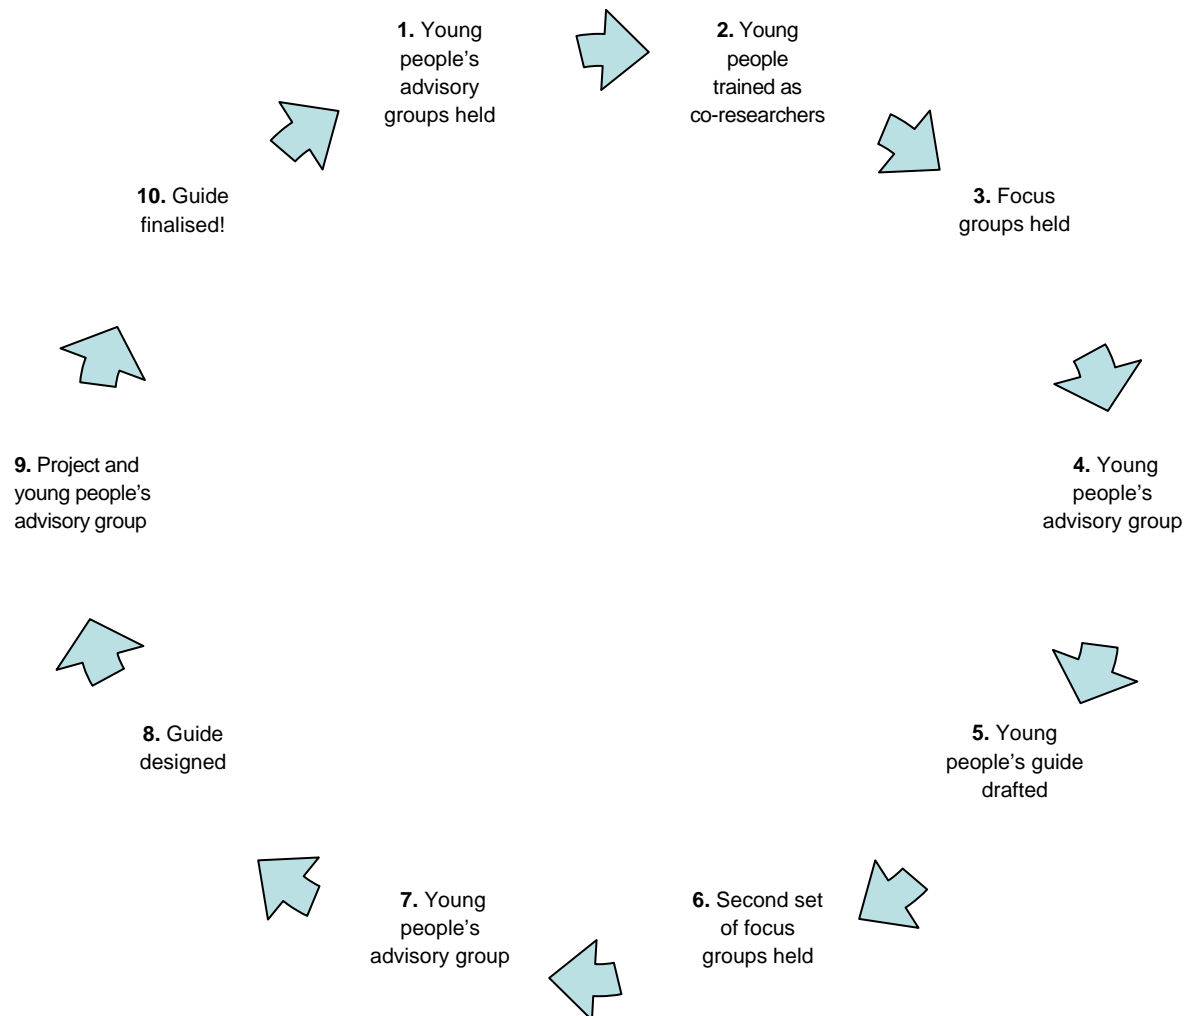 1. Young
people’s
advisory
groups held
2. Young
people
trained as
co-researchers
3. Focus
groups held
4. Young
people’s
advisory group
5. Young
people’s guide
drafted
6. Second set
of focus
groups held
7. Young
people’s
advisory group
8. Guide
designed
9. Project and
young people’s
advisory group
10. Guide
finalised!